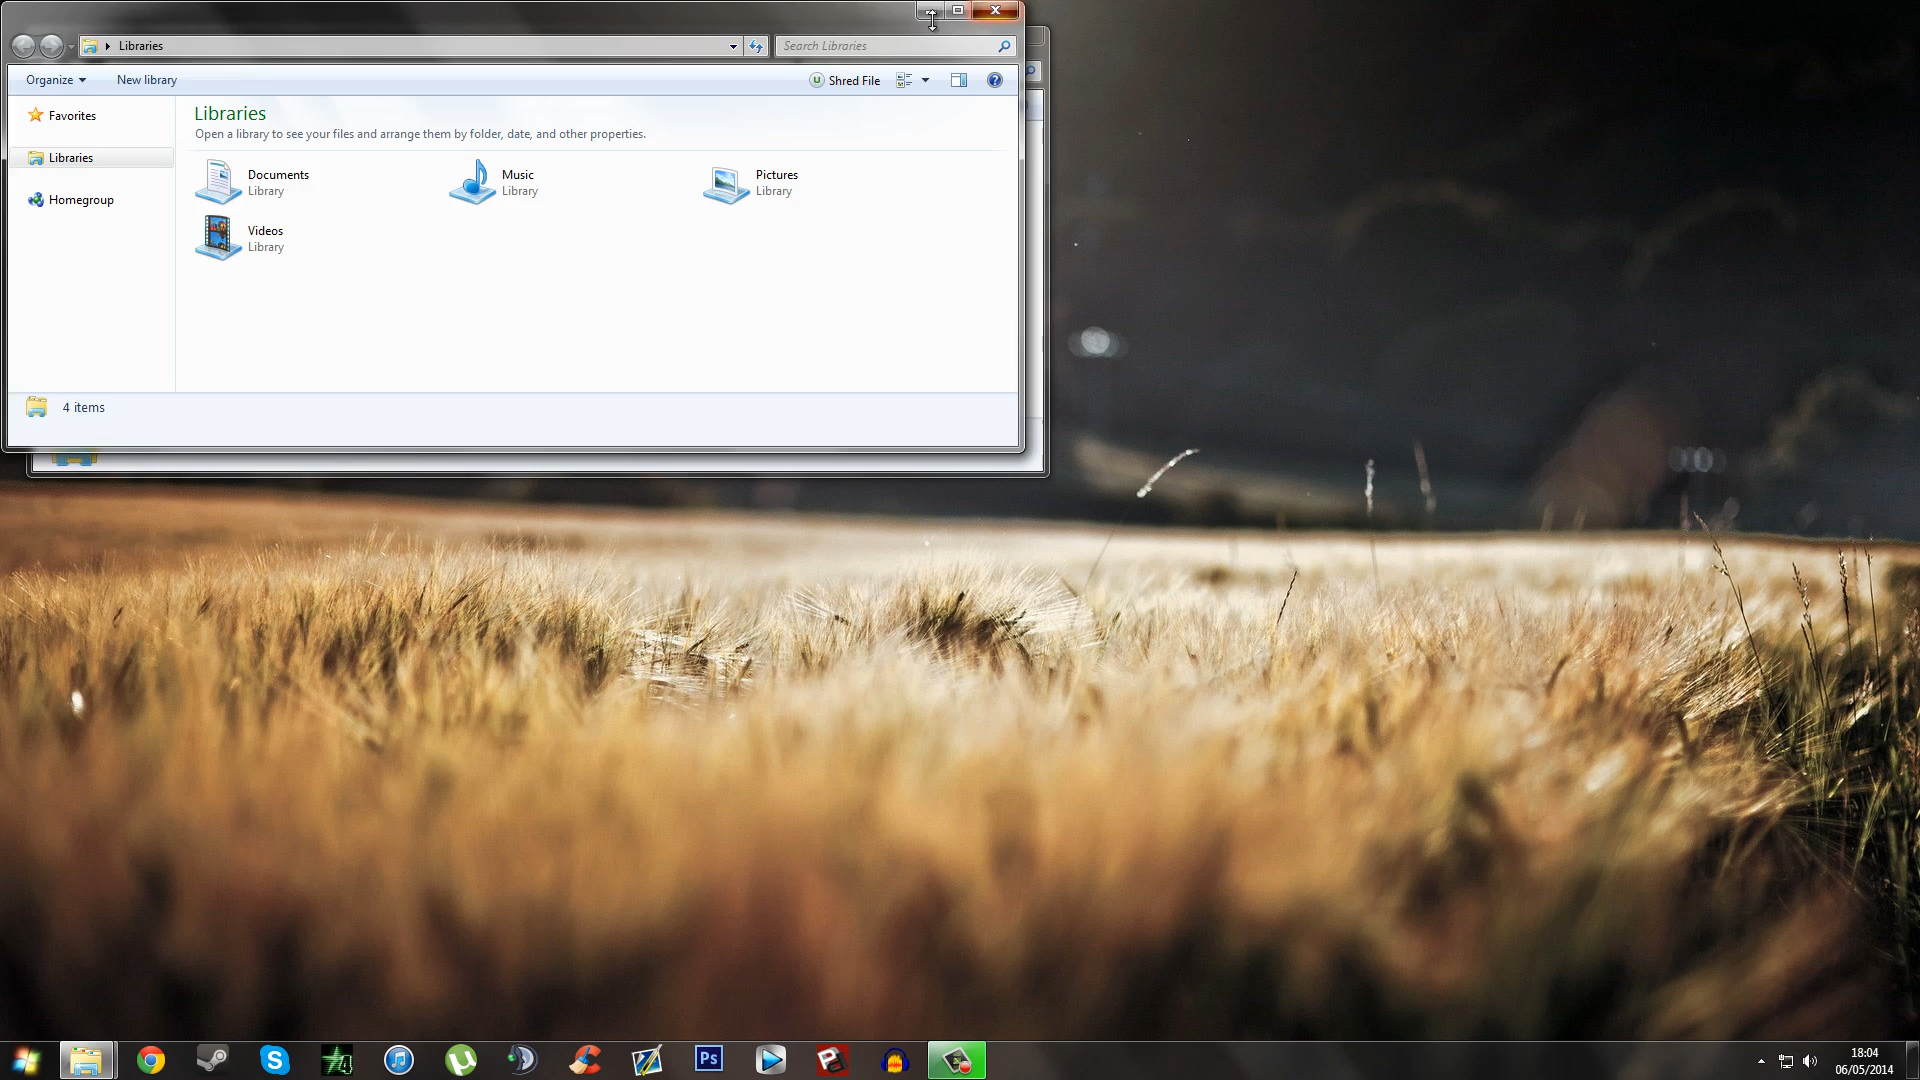 Libraries
Search Libraries
Organize
New library
Shred File
Favorites
Libraries
Homegroup
Libraries
Open a library to see your files and arrange them by folder, date, and other properties.
Documents
Library
Music
Library
Pictures
Library
Videos
Library
4 items
4
Ps
18:04
06/05/2014